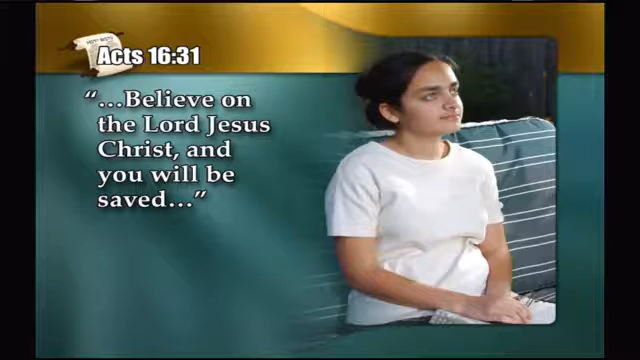 Acts 16:31
“…Believe on
the Lord Jesus
Christ, and
you will be
saved…”